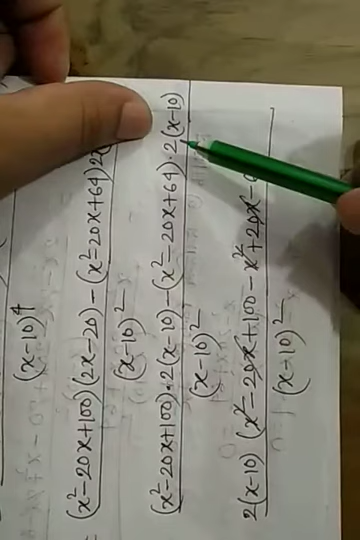 (x-10)⁴
(x²-20x+100)(2x-20)-(x²-20x+64)2(
(x-10)²
(x²-20x+100)·2(x-10)-(x²-20x+64)·2(x-10)
(x-10)²
2(x-10)(x²-20x+100-x²+20x-
(x-10)²